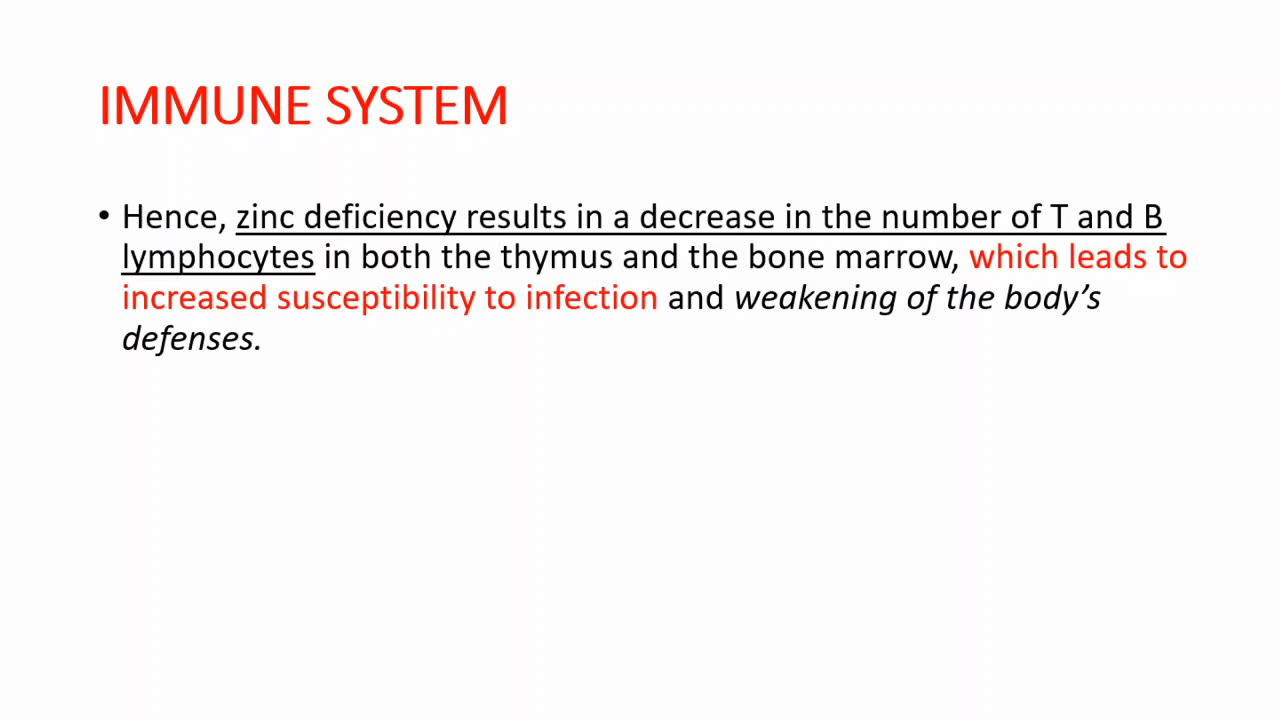 IMMUNE SYSTEM
• Hence, zinc deficiency results in a decrease in the number of T and B
lymphocytes in both the thymus and the bone marrow, which leads to
increased susceptibility to infection and weakening of the body’s
defenses.